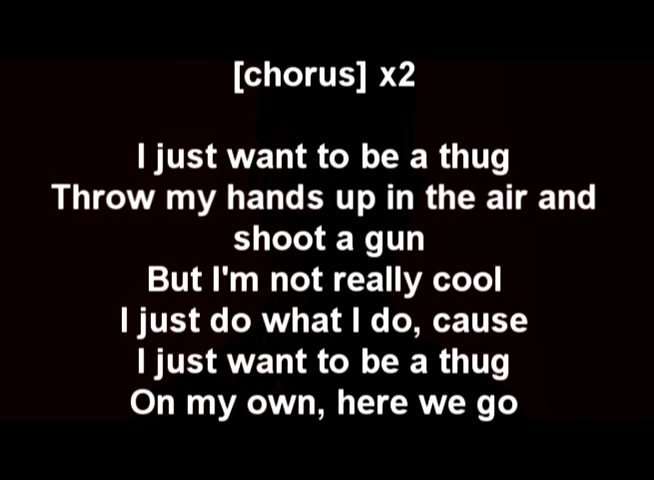 [chorus] x2
I just want to be a thug
Throw my hands up in the air and
shoot a gun
But I'm not really cool
I just do what I do, cause
I just want to be a thug
On my own, here we go